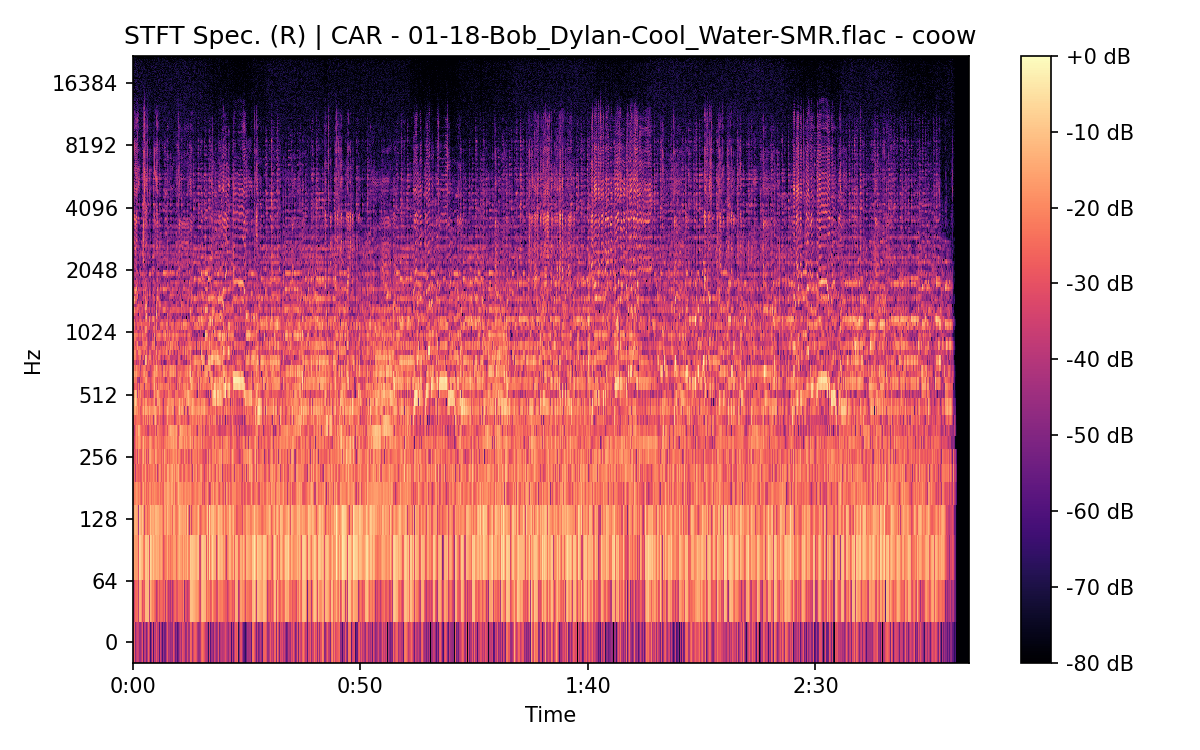 STFT Spec. (R) | CAR - 01-18-Bob_Dylan-Cool_Water-SMR.flac - coow
16384
8192
4096
2048
1024
512
256
128
64
0
Hz
0:00
0:50
1:40
2:30
Time
+0 dB
-10 dB
-20 dB
-30 dB
-40 dB
-50 dB
-60 dB
-70 dB
-80 dB